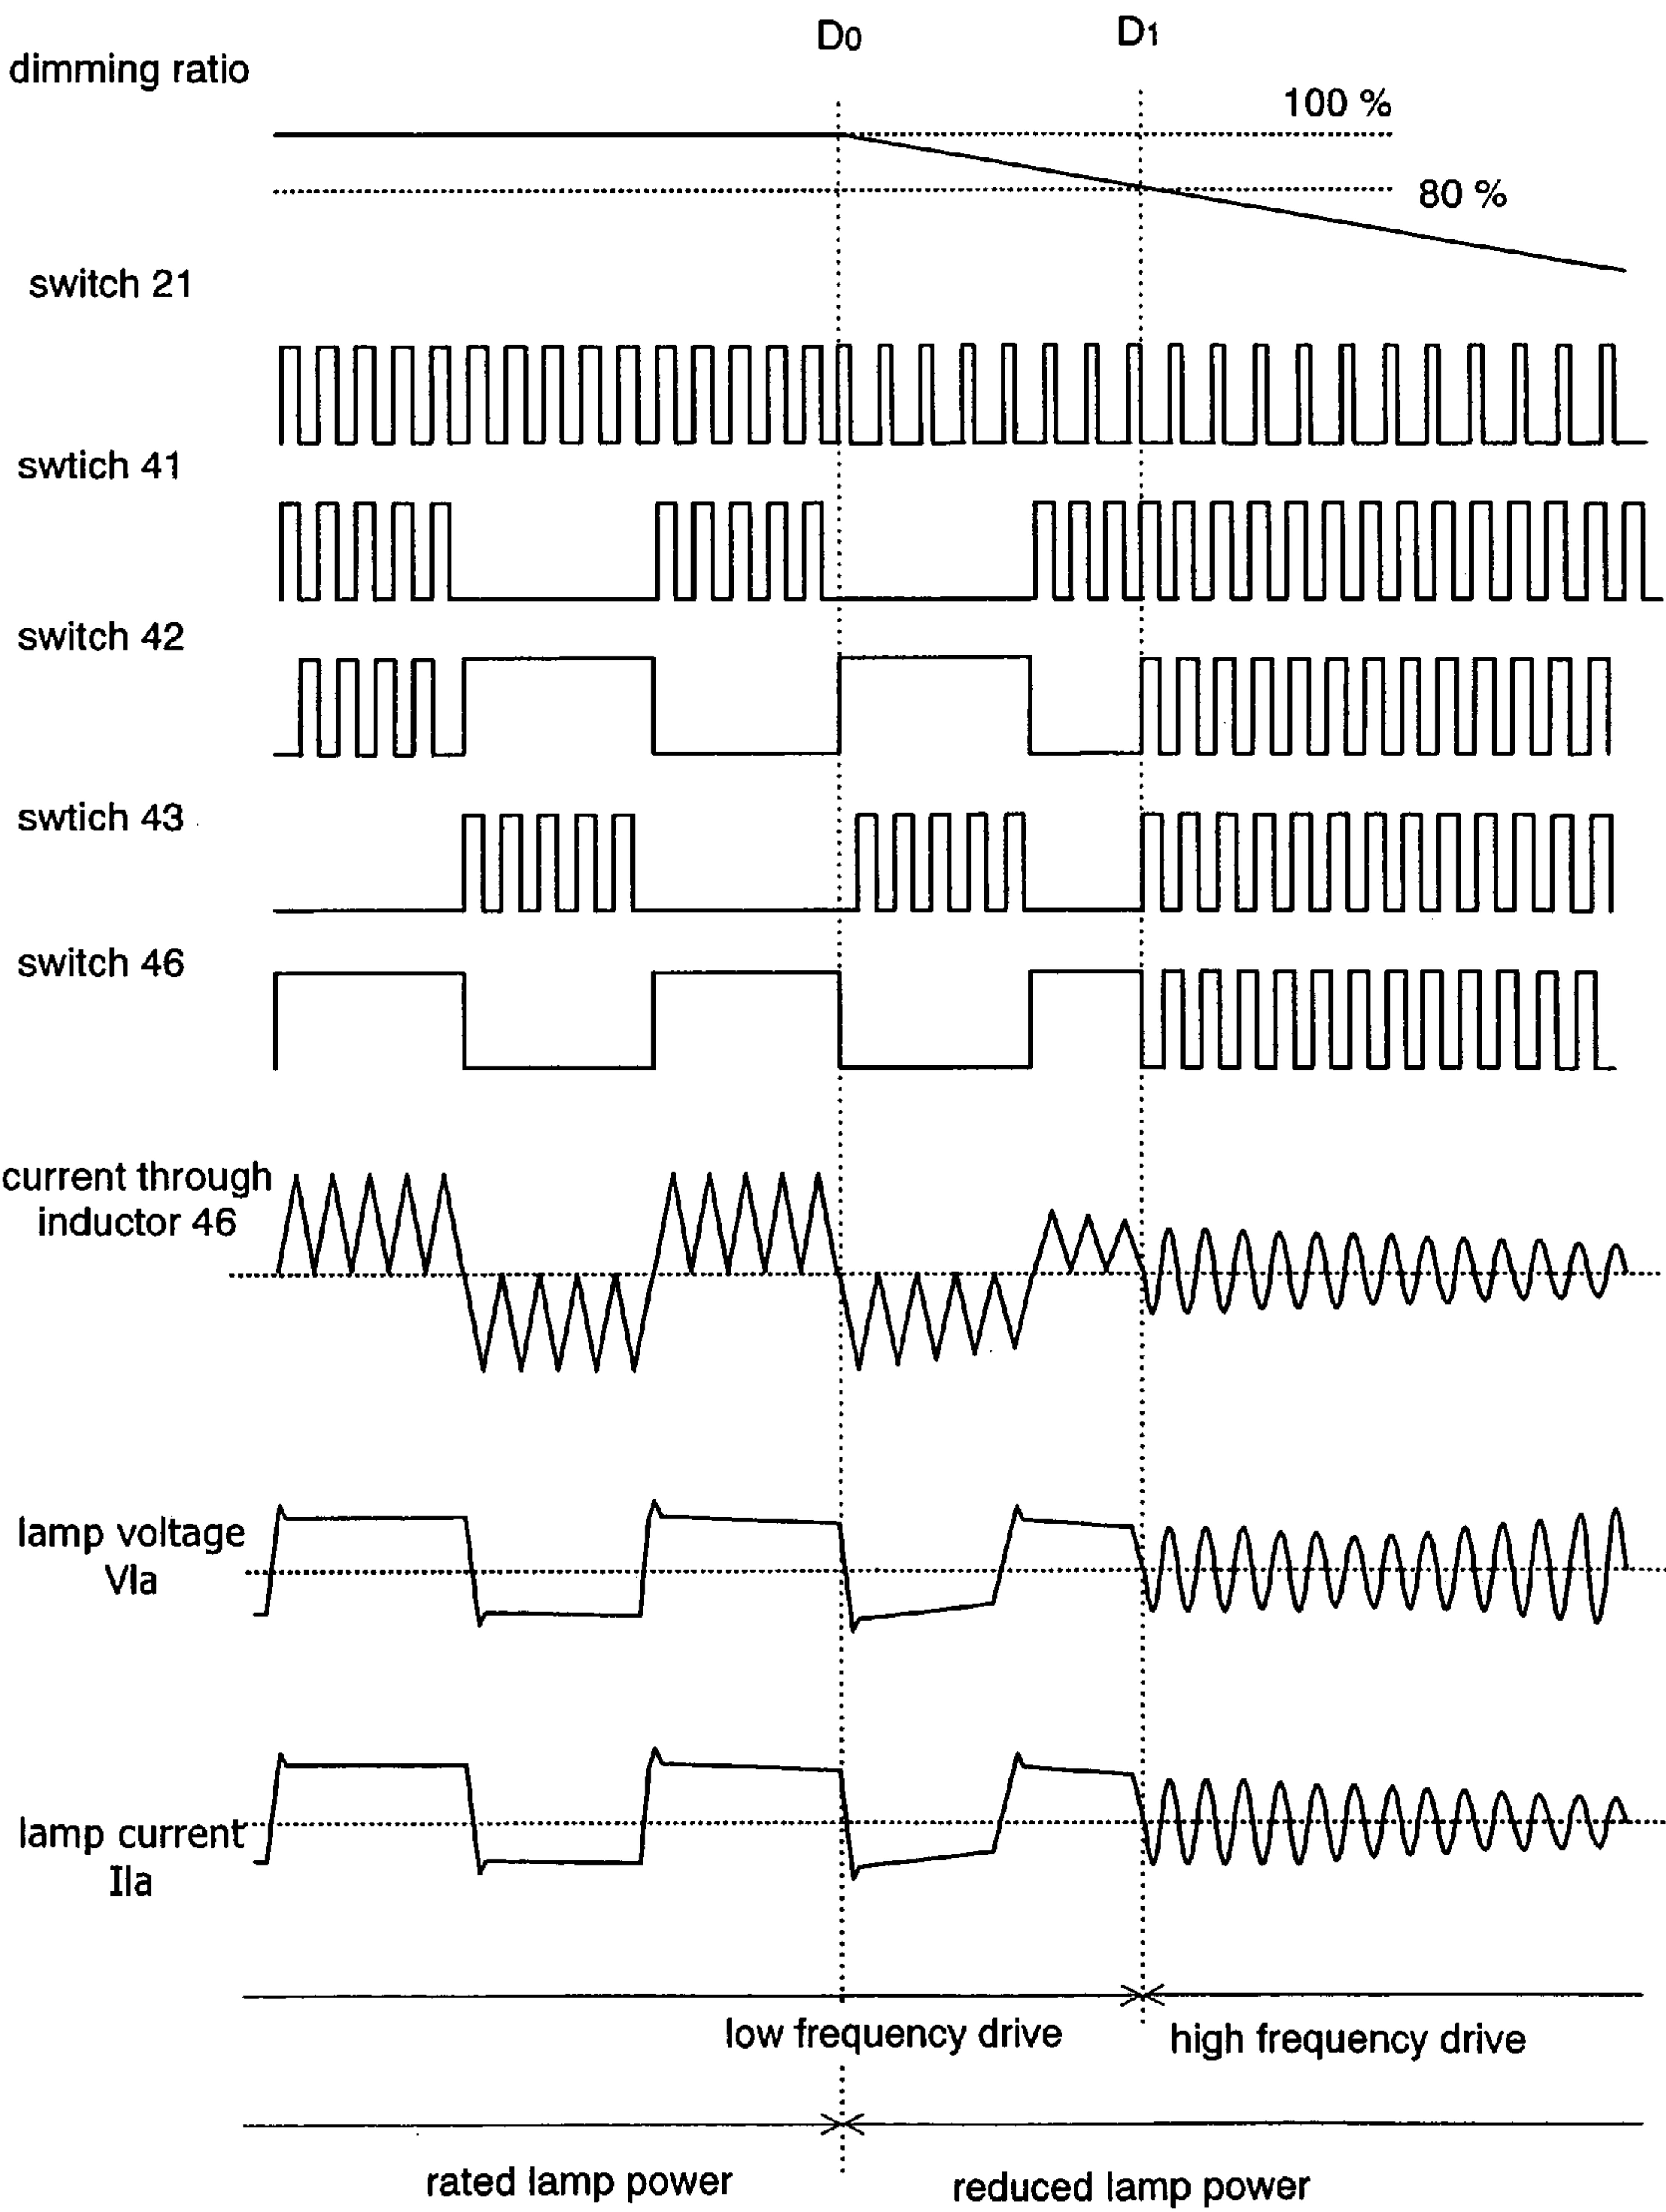 D0
D1
dimming ratio
100 %
80 %
switch 21
swtich 41
switch 42
swtich 43
switch 46
current through
inductor 46
lamp voltage
Vla
lamp current
Ila
low frequency drive
high frequency drive
rated lamp power
reduced lamp power